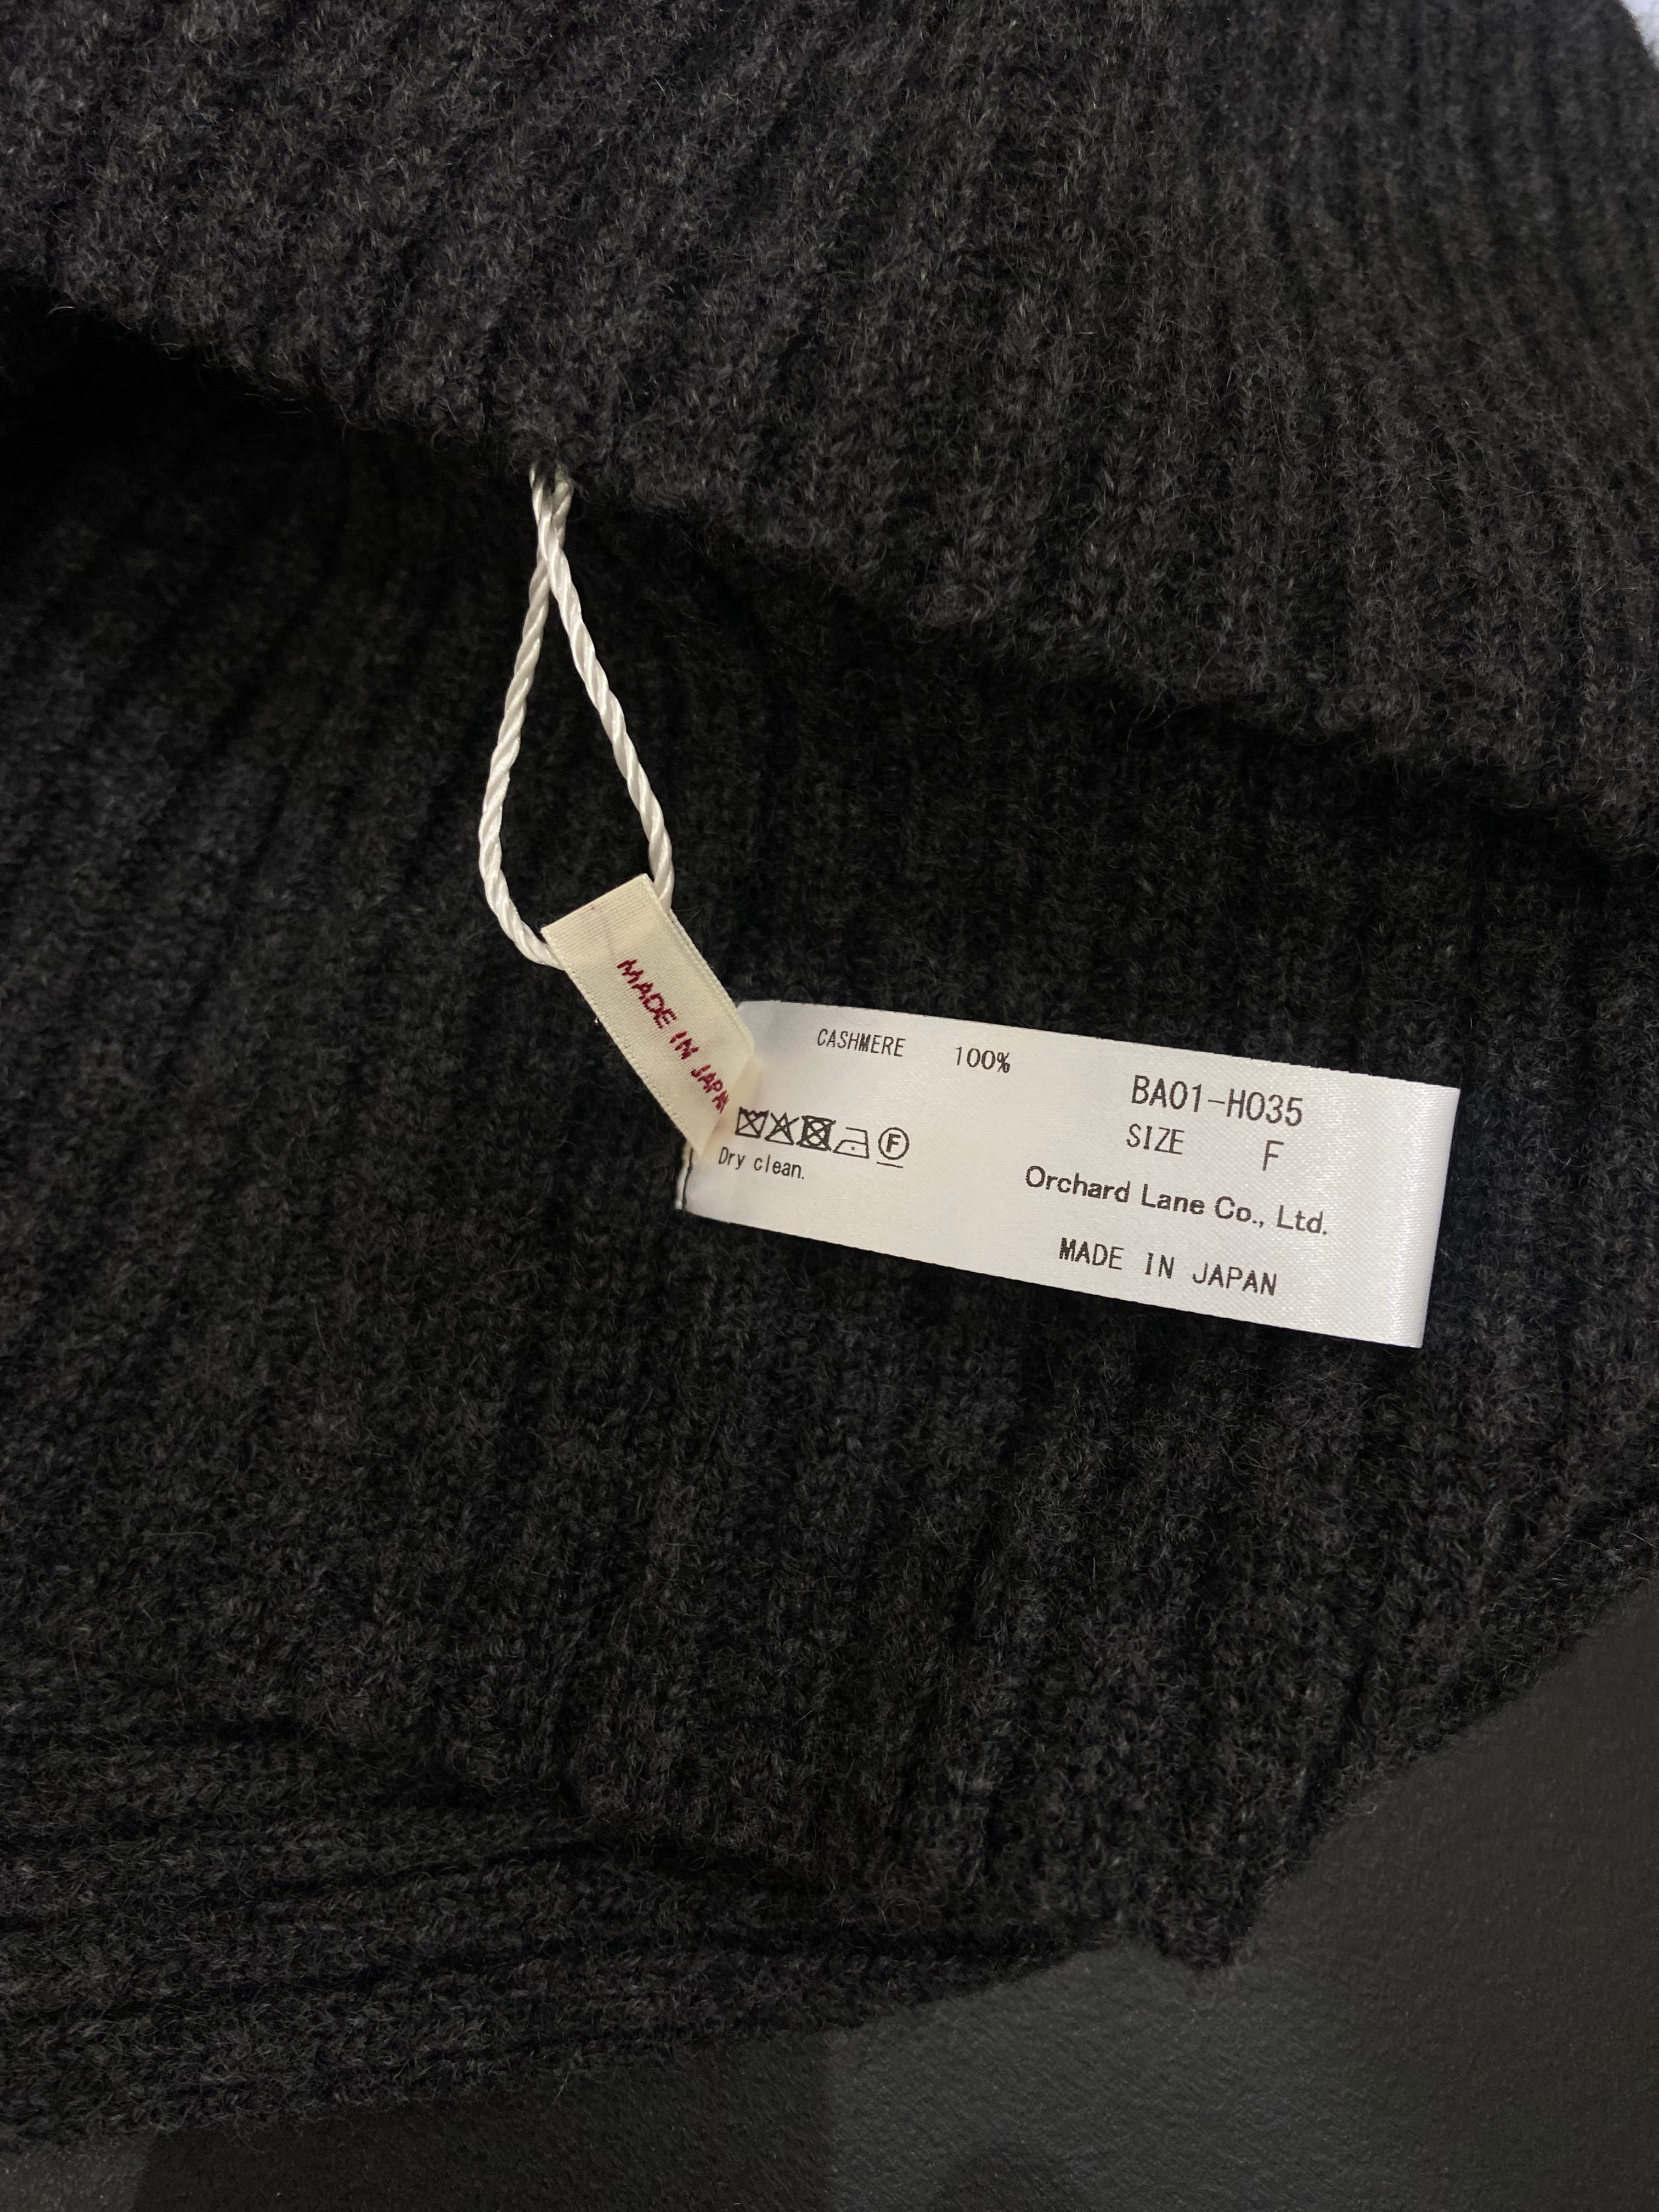 MADE IN JAPAN
CASHMERE 100%
Dry clean.
BA01-H035
SIZE F
Orchard Lane Co., Ltd.
MADE IN JAPAN